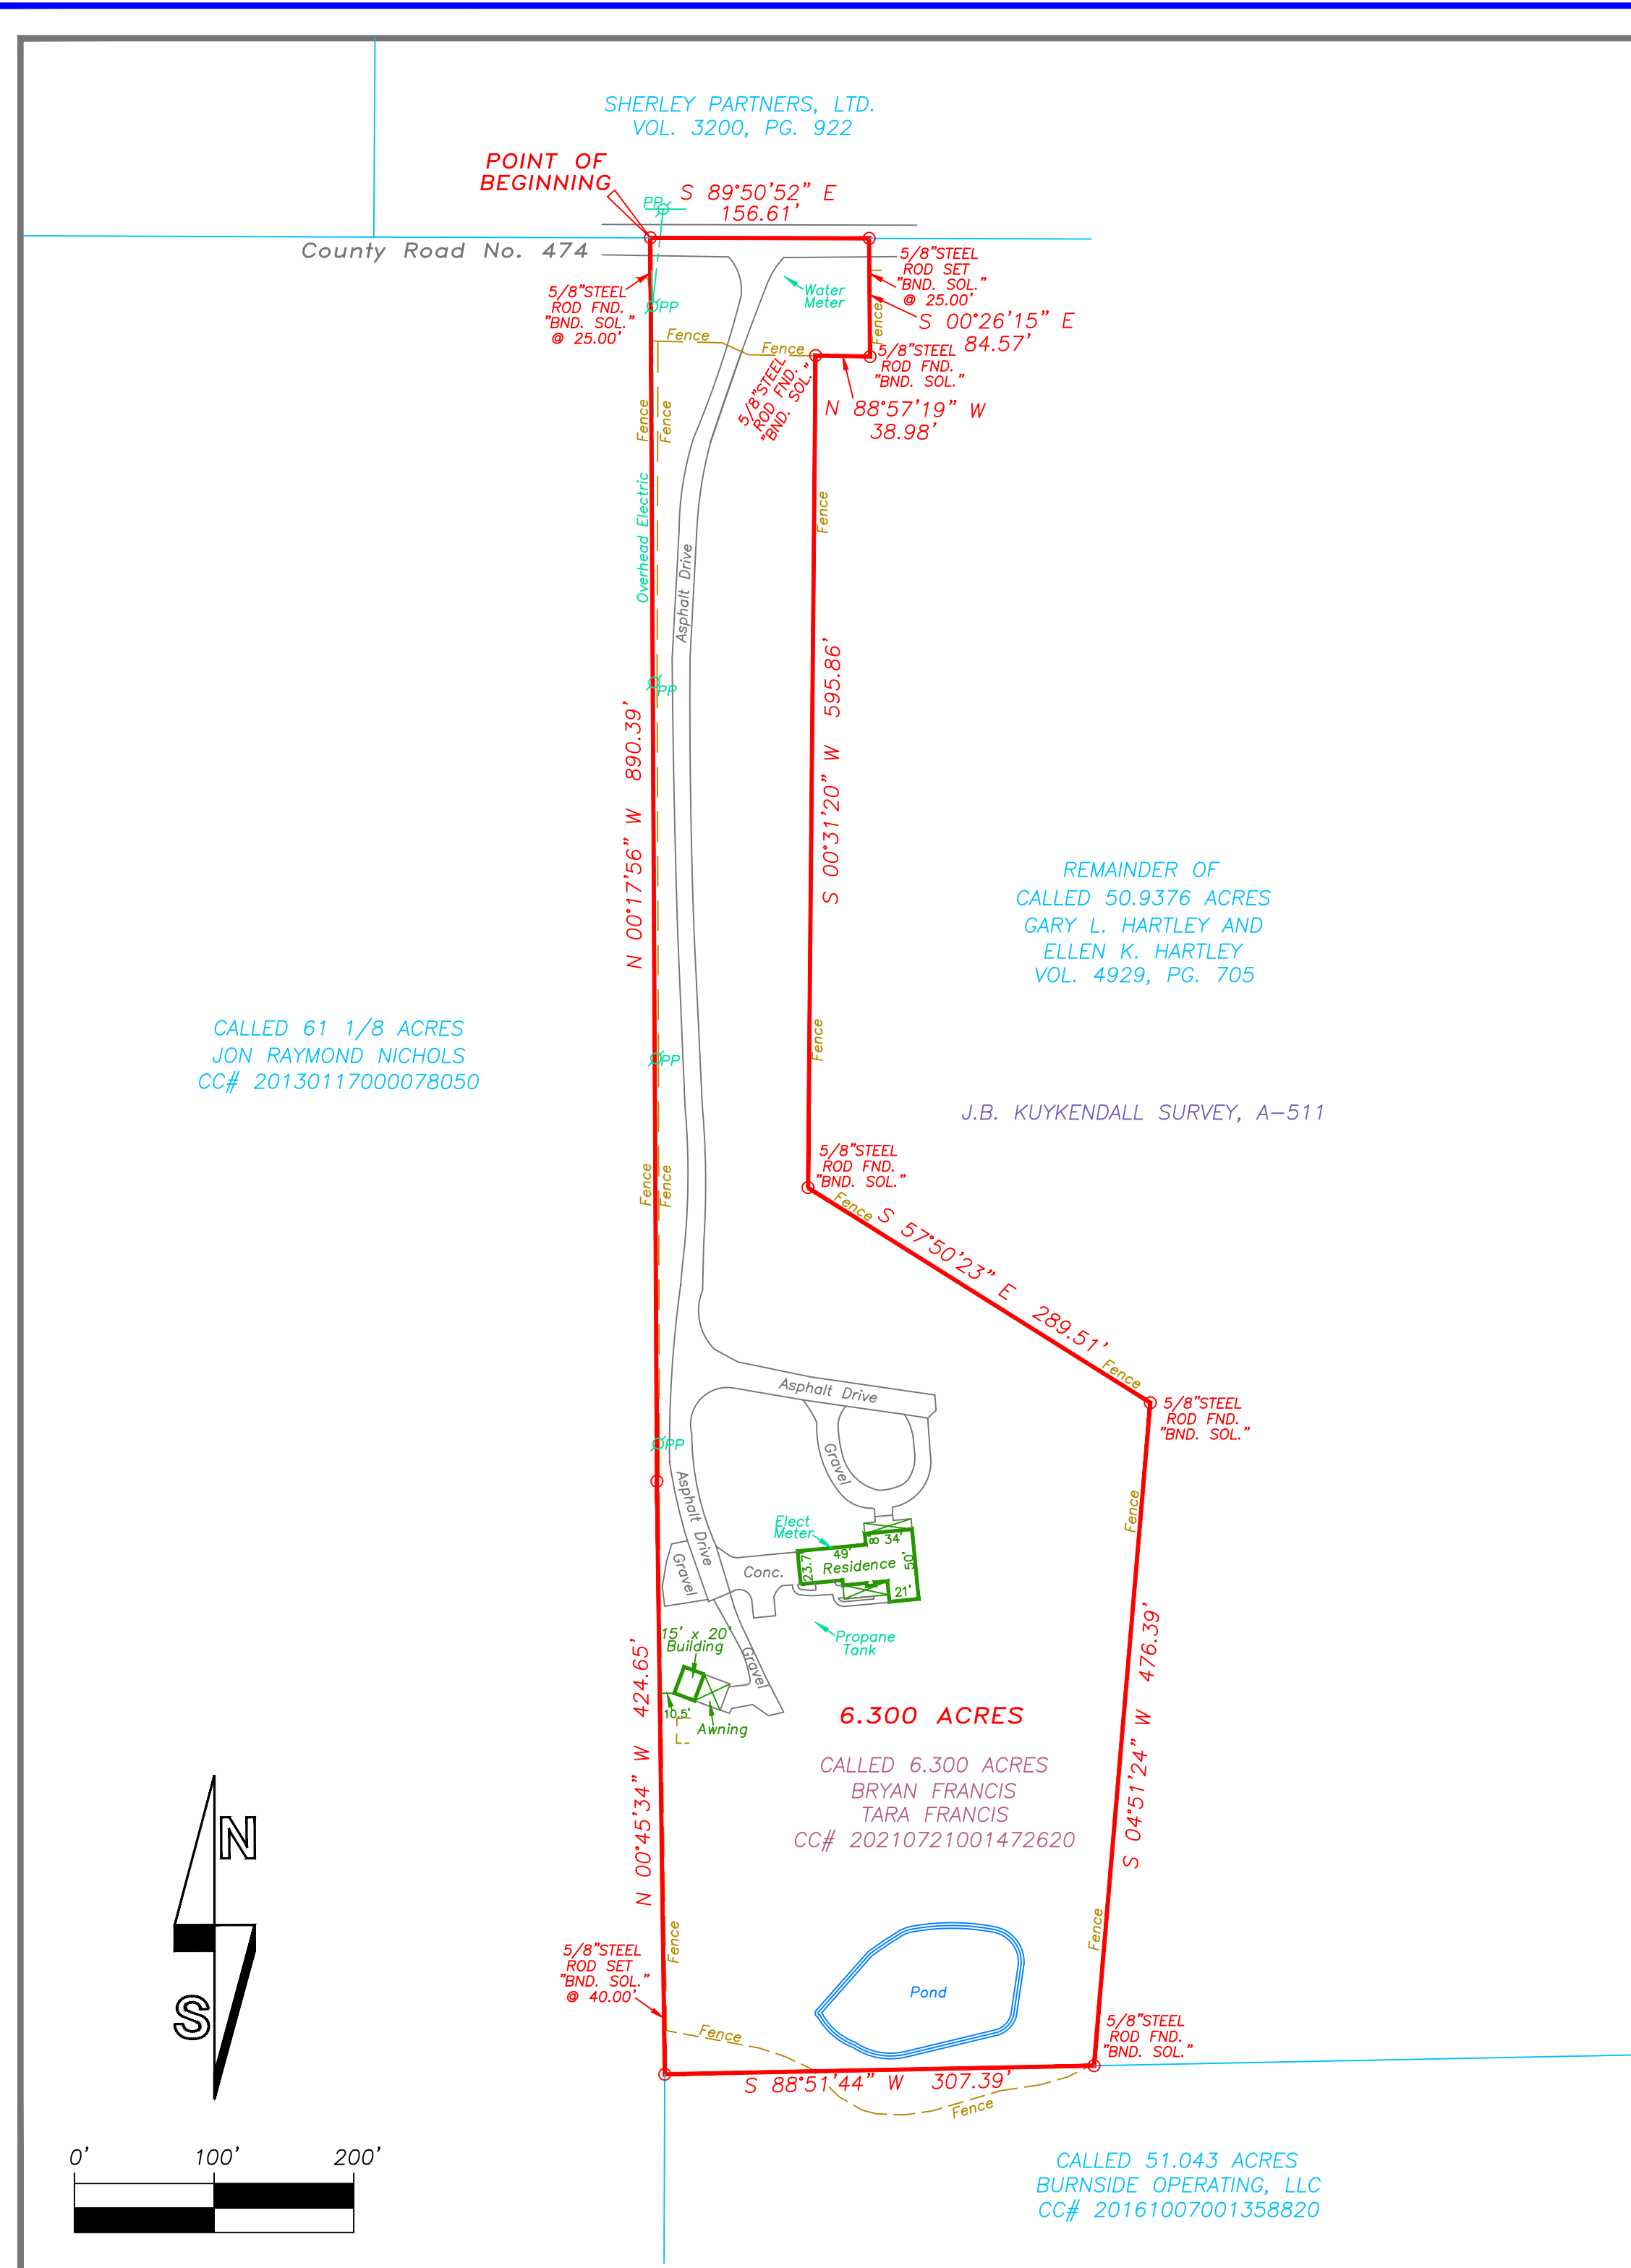 SHERLEY PARTNERS, LTD.
VOL. 3200, PG. 922
POINT OF
BEGINNING
PP
S 89°50'52" E
156.61'
County Road No. 474
5/8"STEEL
ROD SET
"BND. SOL."
@ 25.00'
5/8"STEEL
ROD FND.
"BND. SOL."
@ 25.00'
PP
Water
Meter
Fence
S 00°26'15" E
84.57'
Fence
Fence
5/8"STEEL
ROD FND.
"BND. SOL."
5/8"STEEL
ROD FND.
"BND. SOL."
N 88°57'19" W
38.98'
Fence
Fence
Fence
Overhead Electric
Asphalt Drive
PP
N 00°17'56" W 890.39'
S 00°31'20" W 595.86'
REMAINDER OF
CALLED 50.9376 ACRES
GARY L. HARTLEY AND
ELLEN K. HARTLEY
VOL. 4929, PG. 705
CALLED 61 1/8 ACRES
JON RAYMOND NICHOLS
CC# 20130117000078050
Fence
PP
J.B. KUYKENDALL SURVEY, A-511
5/8"STEEL
ROD FND.
"BND. SOL."
Fence
Fence
Fence
S 57°50'23" E 289.51'
Fence
Asphalt Drive
5/8"STEEL
ROD FND.
"BND. SOL."
PP
Gravel
Asphalt Drive
Fence
Elect
Meter
8
34'
49'
50'
23.7
Residence
21'
Gravel
Conc.
15' x 20'
Building
Propane
Tank
Gravel
10.5'
Awning
N 00°45'34" W 424.65'
S 04°51'24" W 476.39'
6.300 ACRES
CALLED 6.300 ACRES
BRYAN FRANCIS
TARA FRANCIS
CC# 20210721001472620
N
S
Fence
Fence
5/8"STEEL
ROD SET
"BND. SOL."
@ 40.00'
Pond
Fence
5/8"STEEL
ROD FND.
"BND. SOL."
S 88°51'44" W 307.39'
Fence
0' 100' 200'
CALLED 51.043 ACRES
BURNSIDE OPERATING, LLC
CC# 20161007001358820